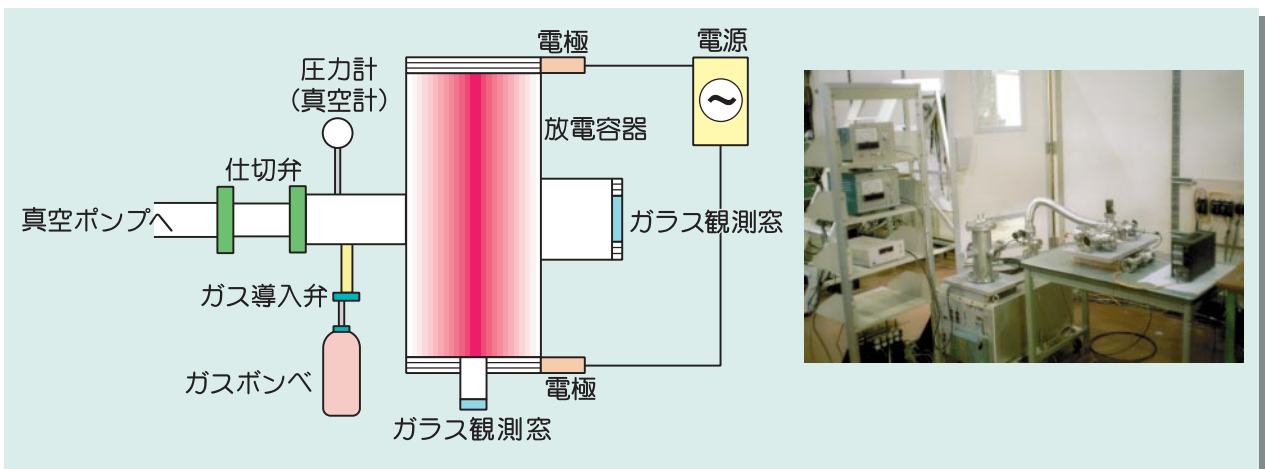 電極
電源
圧力計
（真空計）
放電容器
仕切弁
真空ポンプへ
ガラス観測窓
ガス導入弁
ガスボンベ
電極
ガラス観測窓